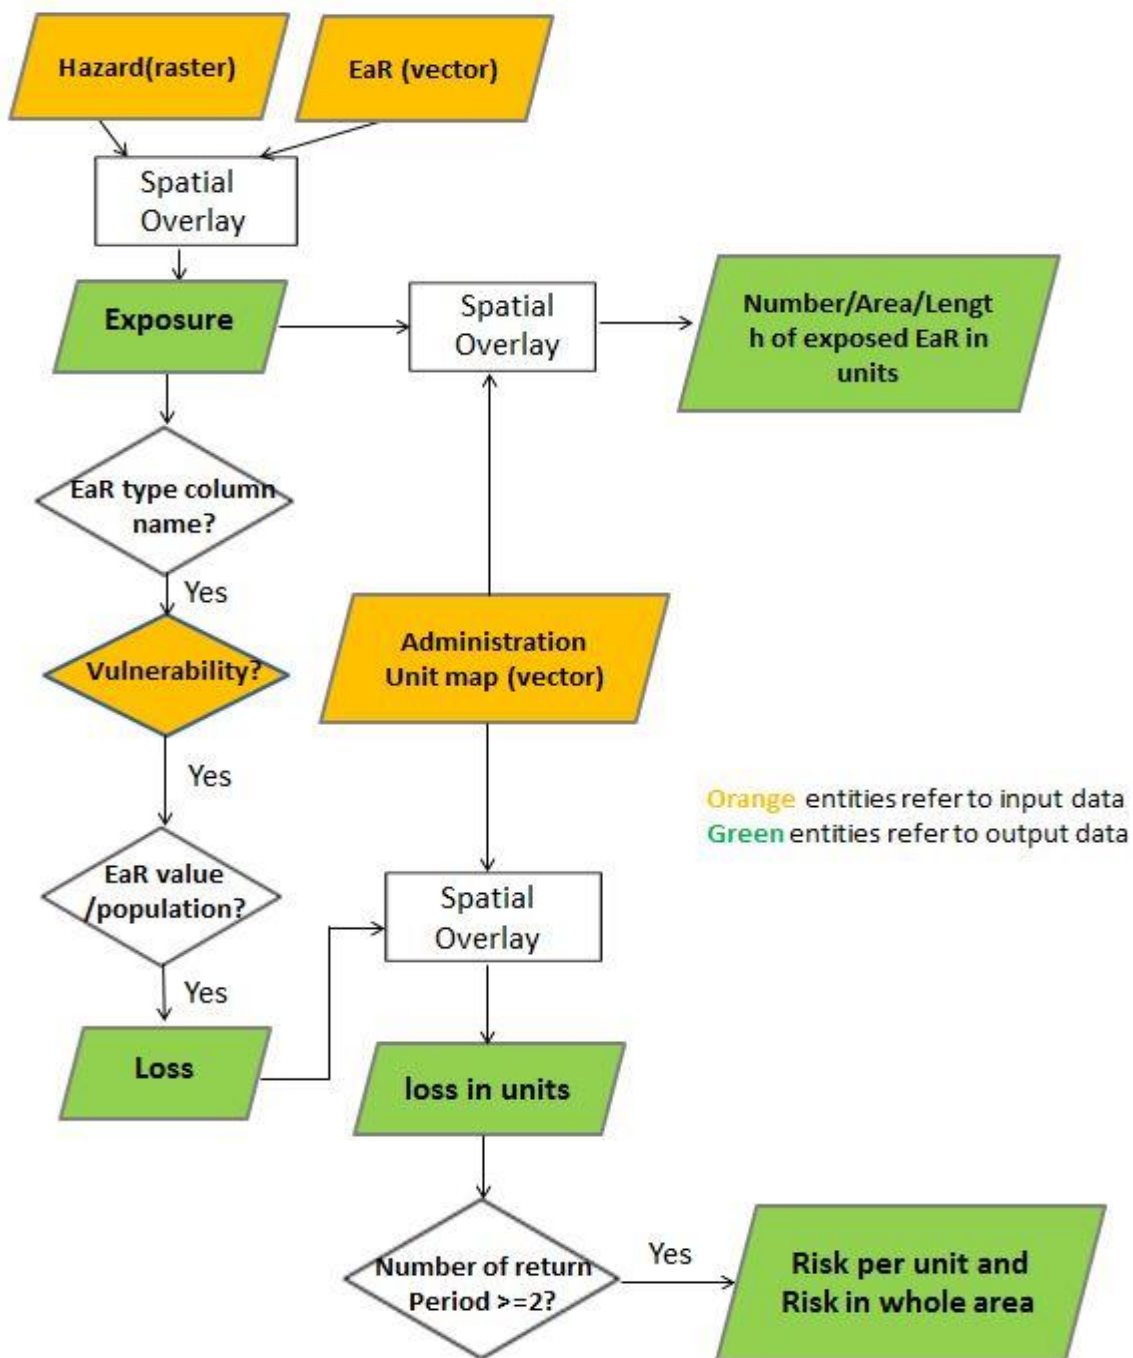 Hazard(raster)
EaR (vector)
Spatial
Overlay
Exposure
Spatial
Overlay
Number/Area/Lengt
h of exposed EaR in
units
EaR type column
name?
Yes
Vulnerability?
Administration
Unit map (vector)
Yes
Orange entities refer to input data
Green entities refer to output data
EaR value
/population?
Spatial
Overlay
Yes
Loss
loss in units
Number of return
Period >=2?
Yes
Risk per unit and
Risk in whole area